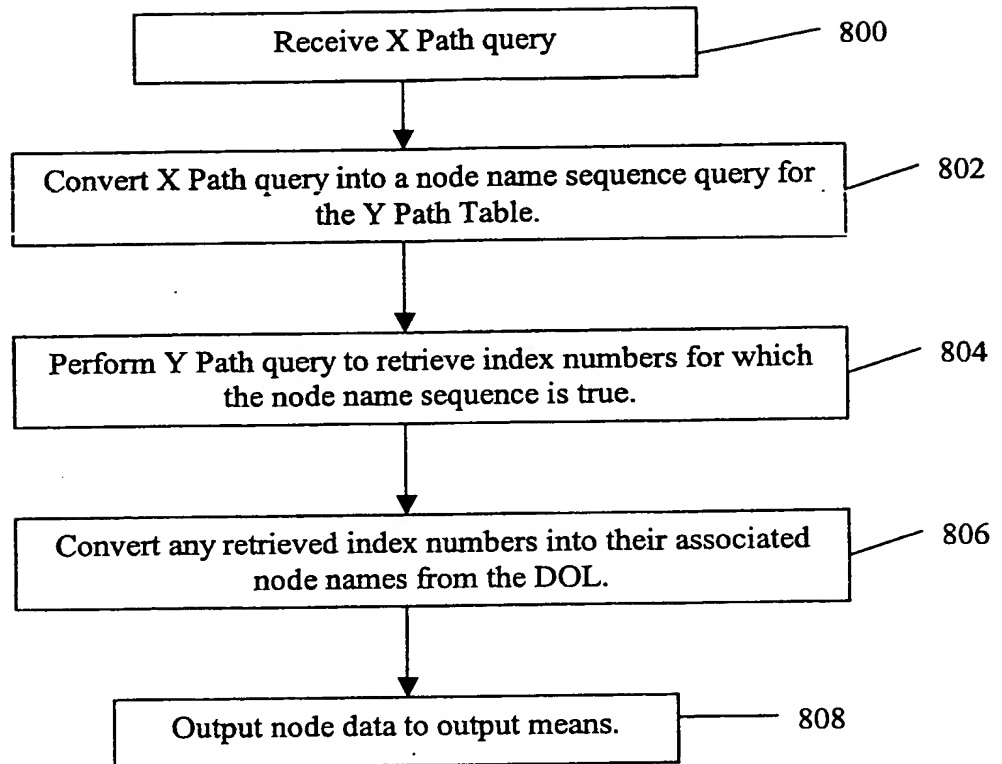 Receive X Path query
800
Convert X Path query into a node name sequence query for
the Y Path Table.
802
Perform Y Path query to retrieve index numbers for which
the node name sequence is true.
804
Convert any retrieved index numbers into their associated
node names from the DOL.
806
Output node data to output means.
808